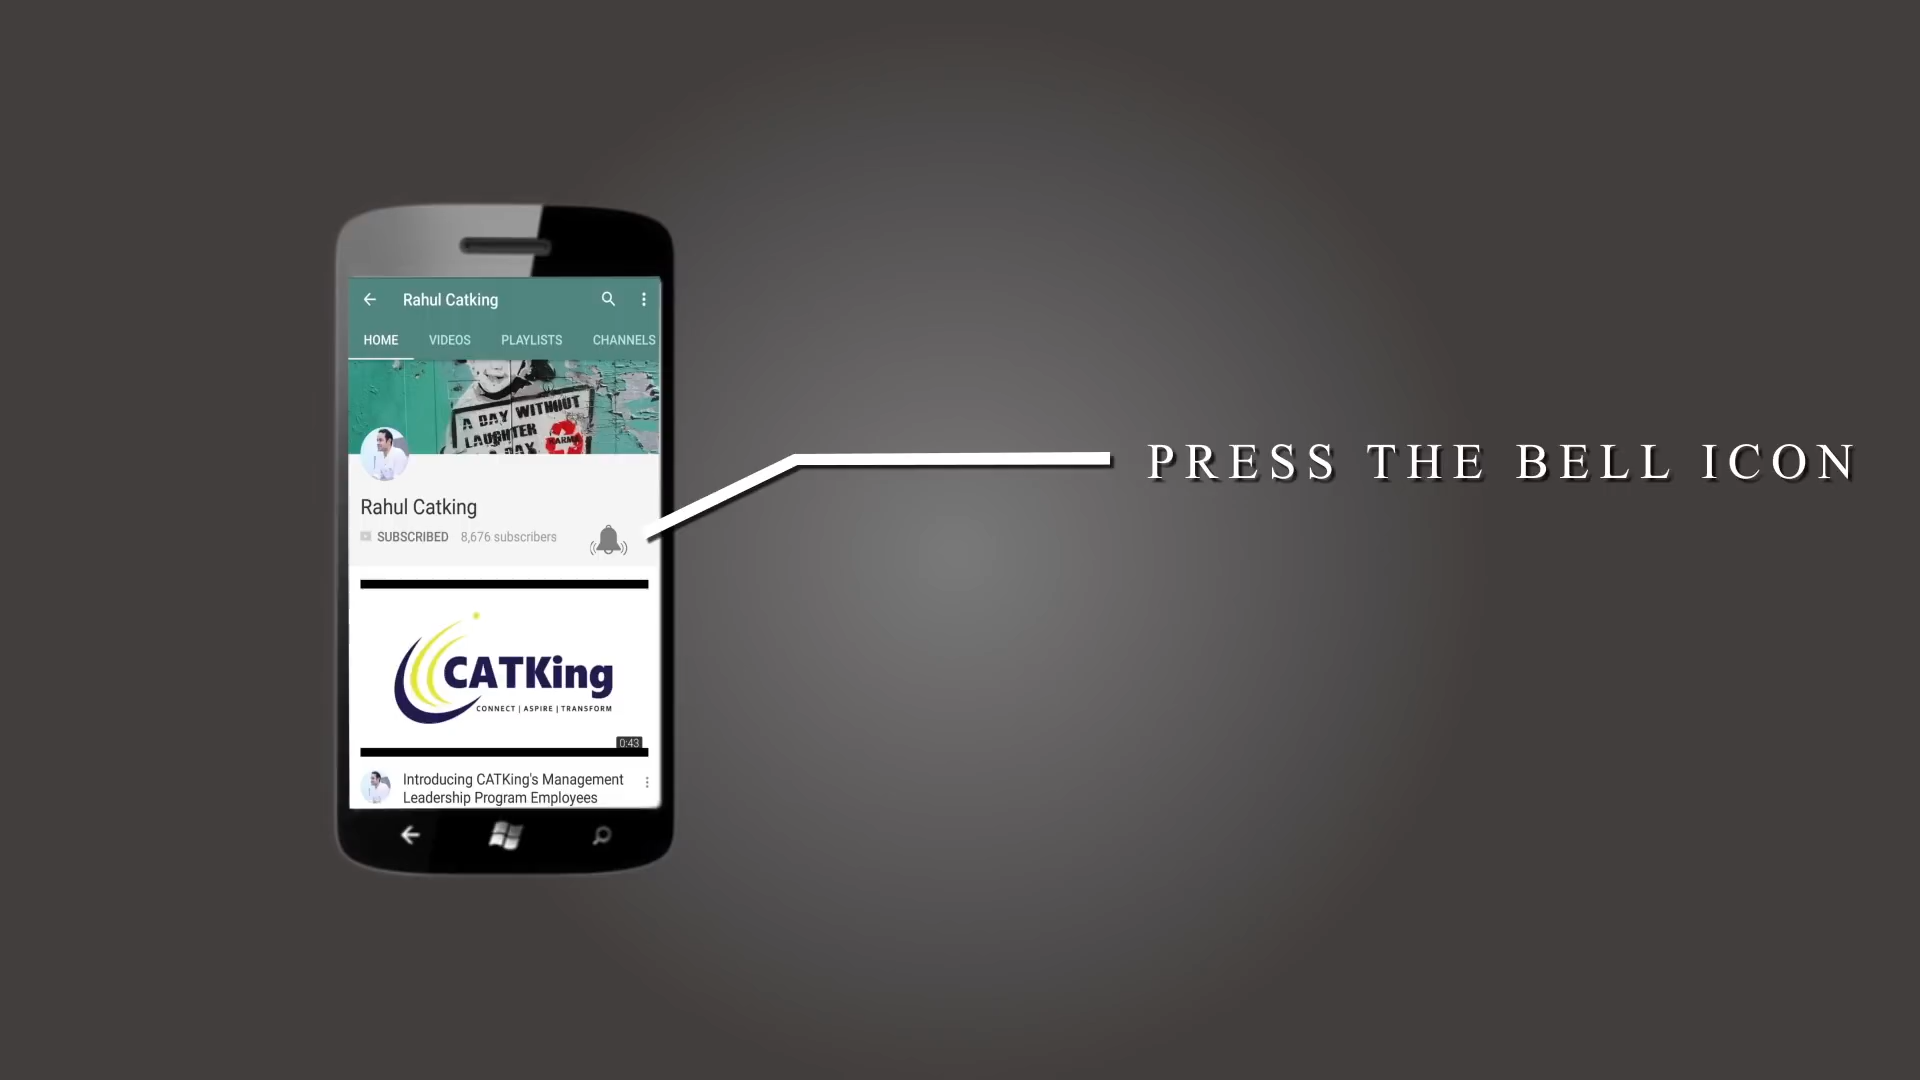 Rahul Catking
HOME VIDEOS PLAYLISTS CHANNELS
A DAY WITHOUT
LAUGHTER
KARMA
DAY
Rahul Catking
SUBSCRIBED 8,676 subscribers
PRESS THE BELL ICON
CATKing
CONNECT | ASPIRE | TRANSFORM
0:43
Introducing CATKing's Management
Leadership Program Employees